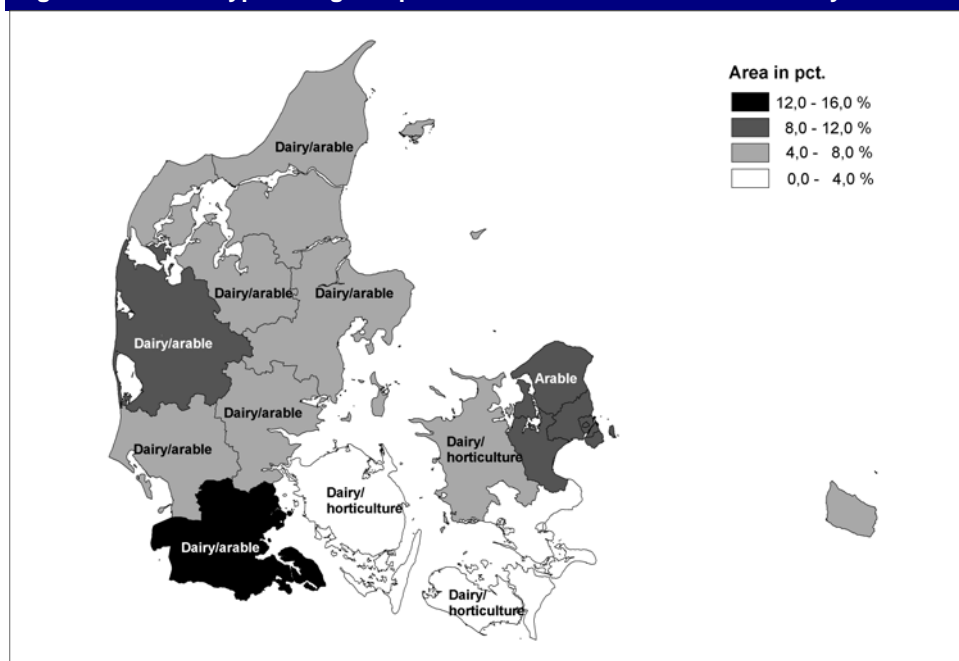 Area in pct.
12,0 - 16,0 %
8,0 - 12,0 %
4,0 - 8,0 %
0,0 - 4,0 %
Dairy/arable
Dairy/arable
Dairy/arable
Dairy/arable
Arable
Dairy/arable
Dairy/arable
Dairy/
horticulture
Dairy/
horticulture
Dairy/arable
Dairy/
horticulture